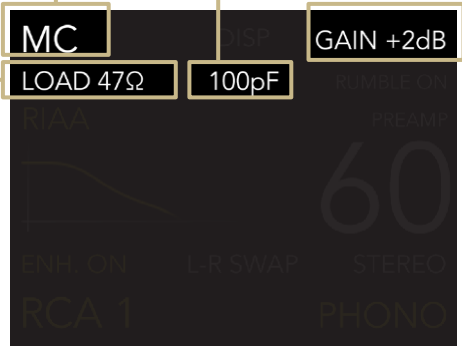 MC DISP GAIN +2dB
LOAD 47Ω 100pF RUMBLE ON
RIAA PREAMP
60
ENH. ON L-R SWAP STEREO
RCA 1 PHONO